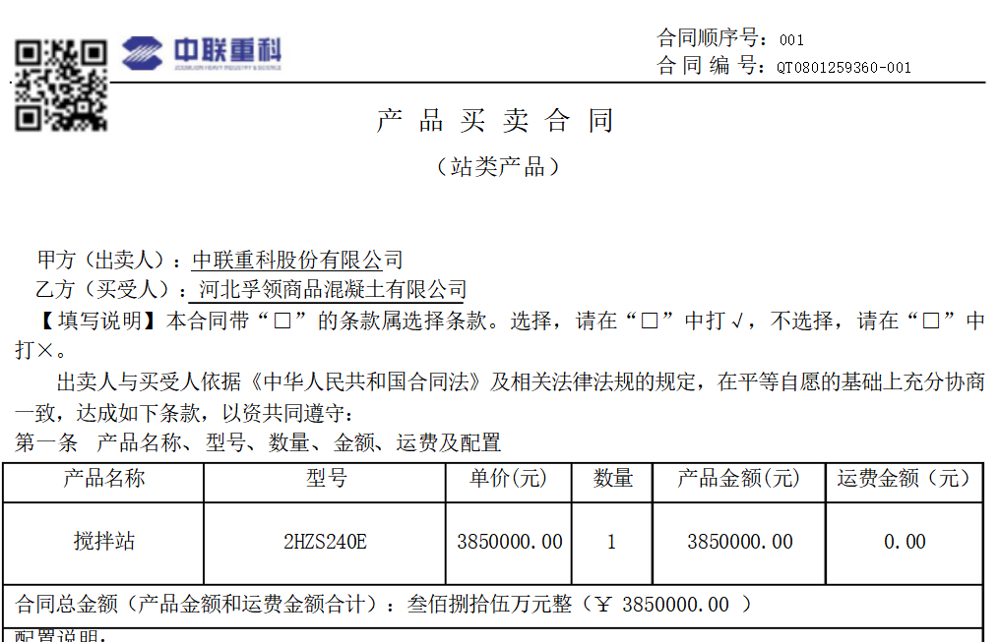 中联重科
ZOOMLION HEAVY INDUSTRY & SCIENCE
合同顺序号：001
合 同 编 号：QT0801259360-001
产 品 买 卖 合 同
（站类产品）
甲方（出卖人）：中联重科股份有限公司
乙方（买受人）：河北孚领商品混凝土有限公司
【填写说明】本合同带“□”的条款属选择条款。选择，请在“□”中打√，不选择，请在“□”中
打×。
出卖人与买受人依据《中华人民共和国合同法》及相关法律法规的规定，在平等自愿的基础上充分协商
一致，达成如下条款，以资共同遵守：
第一条 产品名称、型号、数量、金额、运费及配置
产品名称 型号 单价(元) 数量 产品金额(元) 运费金额（元）
搅拌站 2HZS240E 3850000.00 1 3850000.00 0.00
合同总金额（产品金额和运费金额合计）：叁佰捌拾伍万元整（￥ 3850000.00 ）
配置说明：